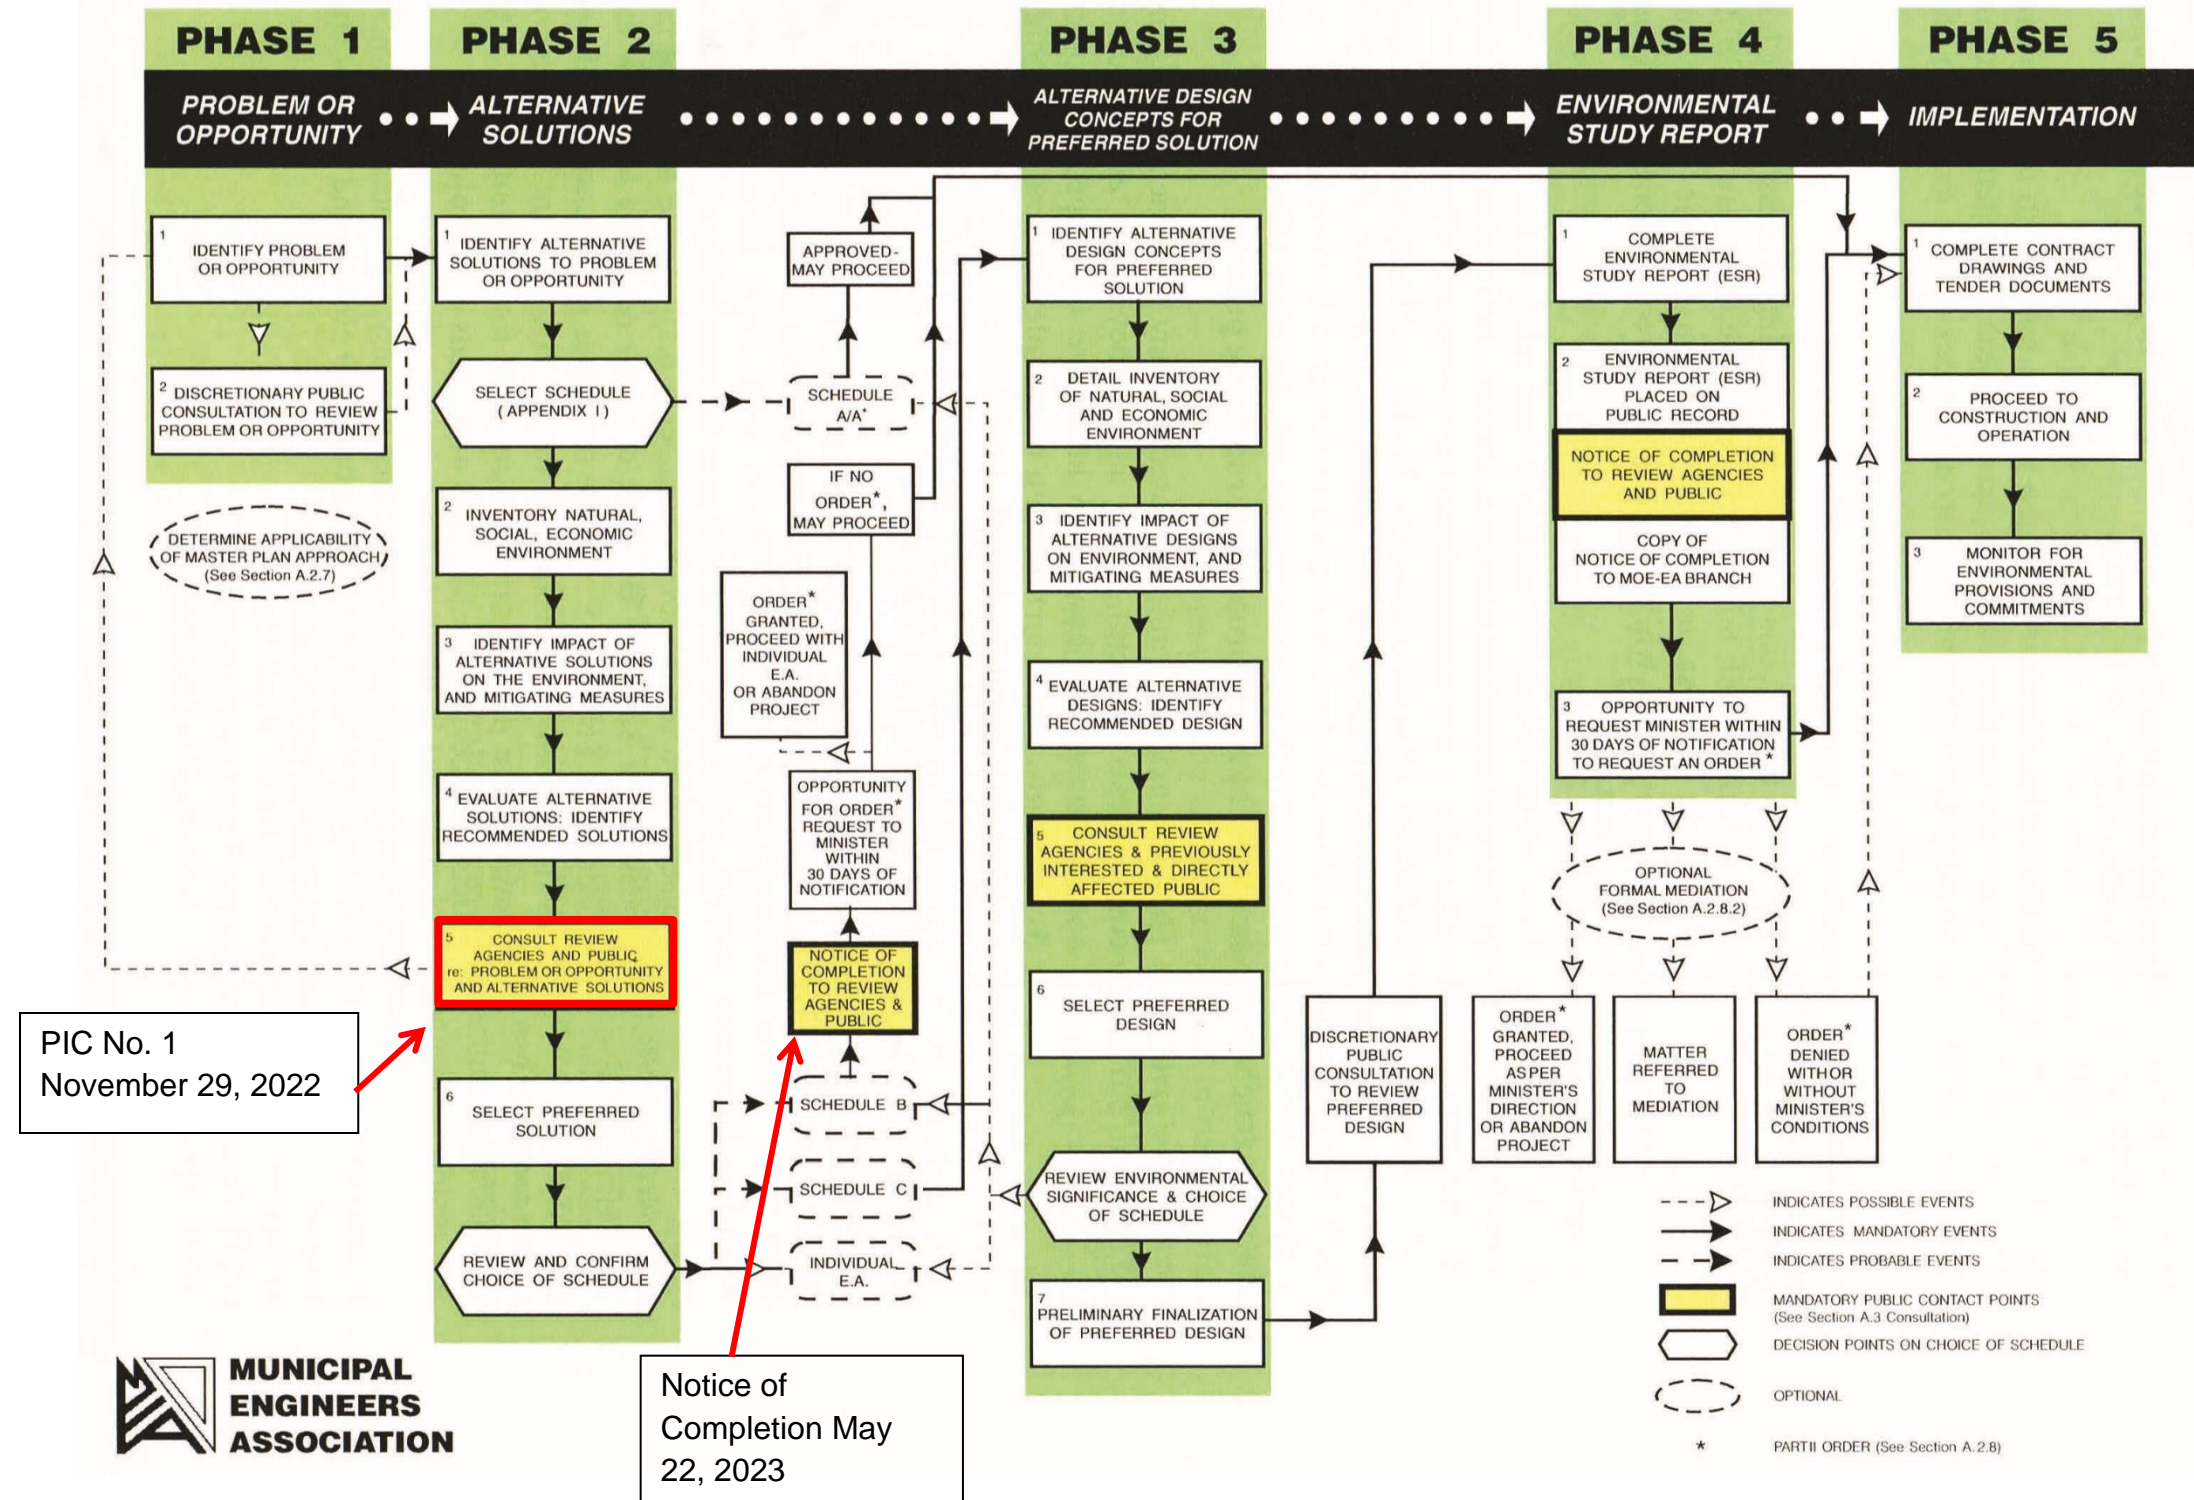 PHASE 1
PROBLEM OR
OPPORTUNITY
1
IDENTIFY PROBLEM
OR OPPORTUNITY
2
DISCRETIONARY PUBLIC
CONSULTATION TO REVIEW
PROBLEM OR OPPORTUNITY
DETERMINE APPLICABILITY
OF MASTER PLAN APPROACH
(See Section A.2.7)
PIC No. 1
November 29, 2022
PHASE 2
ALTERNATIVE
SOLUTIONS
1
IDENTIFY ALTERNATIVE
SOLUTIONS TO PROBLEM
OR OPPORTUNITY
SELECT SCHEDULE
(APPENDIX I)
2
INVENTORY NATURAL,
SOCIAL, ECONOMIC
ENVIRONMENT
3
IDENTIFY IMPACT OF
ALTERNATIVE SOLUTIONS
ON THE ENVIRONMENT,
AND MITIGATING MEASURES
4
EVALUATE ALTERNATIVE
SOLUTIONS: IDENTIFY
RECOMMENDED SOLUTIONS
5
CONSULT REVIEW
AGENCIES AND PUBLIC
re: PROBLEM OR OPPORTUNITY
AND ALTERNATIVE SOLUTIONS
6
SELECT PREFERRED
SOLUTION
REVIEW AND CONFIRM
CHOICE OF SCHEDULE
APPROVED-
MAY PROCEED
SCHEDULE
A/A+
IF NO
ORDER*,
MAY PROCEED
ORDER*
GRANTED,
PROCEED WITH
INDIVIDUAL
E.A.
OR ABANDON
PROJECT
OPPORTUNITY
FOR ORDER*
REQUEST TO
MINISTER
WITHIN
30 DAYS OF
NOTIFICATION
NOTICE OF
COMPLETION
TO REVIEW
AGENCIES &
PUBLIC
SCHEDULE B
SCHEDULE C
INDIVIDUAL
E.A.
Notice of
Completion May
22, 2023
PHASE 3
ALTERNATIVE DESIGN
CONCEPTS FOR
PREFERRED SOLUTION
1
IDENTIFY ALTERNATIVE
DESIGN CONCEPTS
FOR PREFERRED
SOLUTION
2
DETAIL INVENTORY
OF NATURAL, SOCIAL
AND ECONOMIC
ENVIRONMENT
3
IDENTIFY IMPACT OF
ALTERNATIVE DESIGNS
ON ENVIRONMENT, AND
MITIGATING MEASURES
4
EVALUATE ALTERNATIVE
DESIGNS: IDENTIFY
RECOMMENDED DESIGN
5
CONSULT REVIEW
AGENCIES & PREVIOUSLY
INTERESTED & DIRECTLY
AFFECTED PUBLIC
6
SELECT PREFERRED
DESIGN
REVIEW ENVIRONMENTAL
SIGNIFICANCE & CHOICE
OF SCHEDULE
7
PRELIMINARY FINALIZATION
OF PREFERRED DESIGN
DISCRETIONARY
PUBLIC
CONSULTATION
TO REVIEW
PREFERRED
DESIGN
PHASE 4
ENVIRONMENTAL
STUDY REPORT
1
COMPLETE
ENVIRONMENTAL
STUDY REPORT (ESR)
2
ENVIRONMENTAL
STUDY REPORT (ESR)
PLACED ON
PUBLIC RECORD
NOTICE OF COMPLETION
TO REVIEW AGENCIES
AND PUBLIC
COPY OF
NOTICE OF COMPLETION
TO MOE-EA BRANCH
3
OPPORTUNITY TO
REQUEST MINISTER WITHIN
30 DAYS OF NOTIFICATION
TO REQUEST AN ORDER*
OPTIONAL
FORMAL MEDIATION
(See Section A.2.8.2)
ORDER*
GRANTED,
PROCEED
AS PER
MINISTER'S
DIRECTION
OR ABANDON
PROJECT
MATTER
REFERRED
TO
MEDIATION
ORDER*
DENIED
WITH OR
WITHOUT
MINISTER'S
CONDITIONS
PHASE 5
IMPLEMENTATION
1
COMPLETE CONTRACT
DRAWINGS AND
TENDER DOCUMENTS
2
PROCEED TO
CONSTRUCTION AND
OPERATION
3
MONITOR FOR
ENVIRONMENTAL
PROVISIONS AND
COMMITMENTS
INDICATES POSSIBLE EVENTS
INDICATES MANDATORY EVENTS
INDICATES PROBABLE EVENTS
MANDATORY PUBLIC CONTACT POINTS
(See Section A.3 Consultation)
DECISION POINTS ON CHOICE OF SCHEDULE
OPTIONAL
* PART II ORDER (See Section A.2.8)
MEA
MUNICIPAL
ENGINEERS
ASSOCIATION